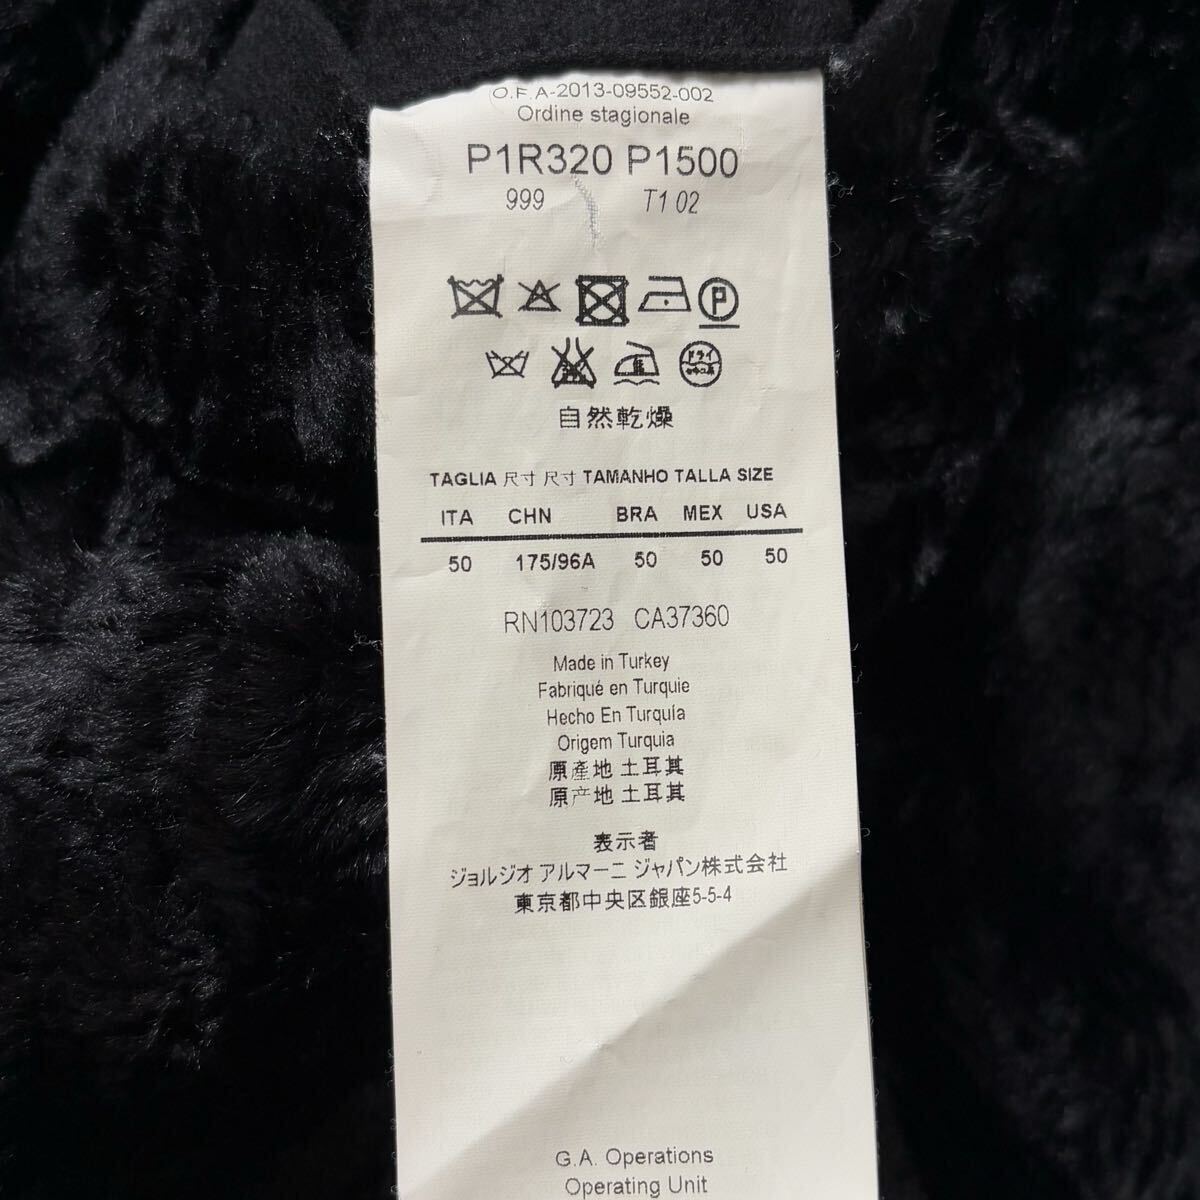 O.F.A-2013-09552-002
Ordine stagionale
P1R320 P1500
999 T1 02
P
ドライ
自然乾燥
TAGLIA 尺寸 尺寸 TAMANHO TALLA SIZE
ITA CHN BRA MEX USA
50 175/96A 50 50 50
RN103723 CA37360
Made in Turkey
Fabriqué en Turquie
Hecho En Turquía
Origem Turquia
原產地 土耳其
原产地 土耳其
表示者
ジョルジオ アルマーニ ジャパン株式会社
東京都中央区銀座5-5-4
G.A. Operations
Operating Unit